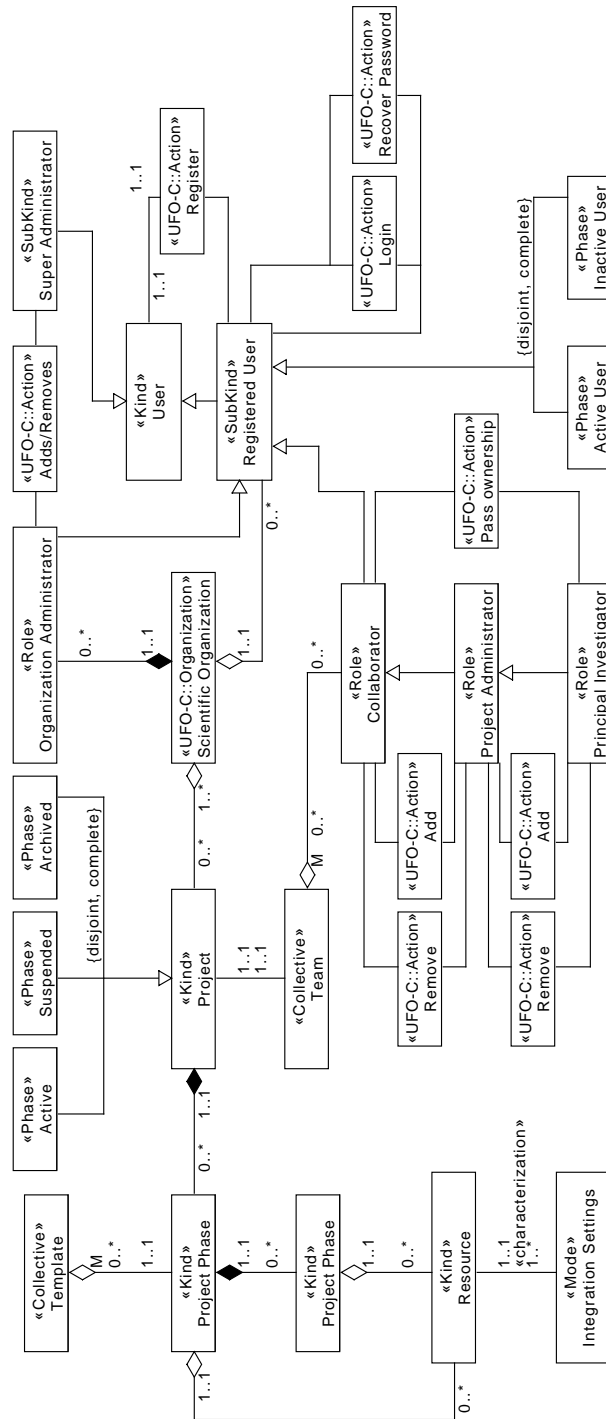 «Collective»
Template
M
0..*
1..1
«Kind»
Project Phase
1..1
1..1
0..*
«Kind»
Project Phase
1..1
0..*
«Kind»
Resource
0..*
1..1
«characterization»
1..*
«Mode»
Integration Settings
«Phase»
Active
«Phase»
Suspended
«Phase»
Archived
{disjoint, complete}
0..*
1..1
«Kind»
Project
1..1
1..1
«Collective»
Team
0..*
1..*
M
0..*
0..*
«Role»
Organization Administrator
0..*
1..1
«UFO-C::Organization»
Scientific Organization
1..1
0..*
«UFO-C::Action»
Adds/Removes
«SubKind»
Super Administrator
«Kind»
User
1..1
1..1
«UFO-C::Action»
Register
«SubKind»
Registered User
«UFO-C::Action»
Login
«UFO-C::Action»
Recover Password
«Role»
Collaborator
«Role»
Project Administrator
«Role»
Principal Investigator
«UFO-C::Action»
Remove
«UFO-C::Action»
Add
«UFO-C::Action»
Remove
«UFO-C::Action»
Add
«UFO-C::Action»
Pass ownership
{disjoint, complete}
«Phase»
Active User
«Phase»
Inactive User